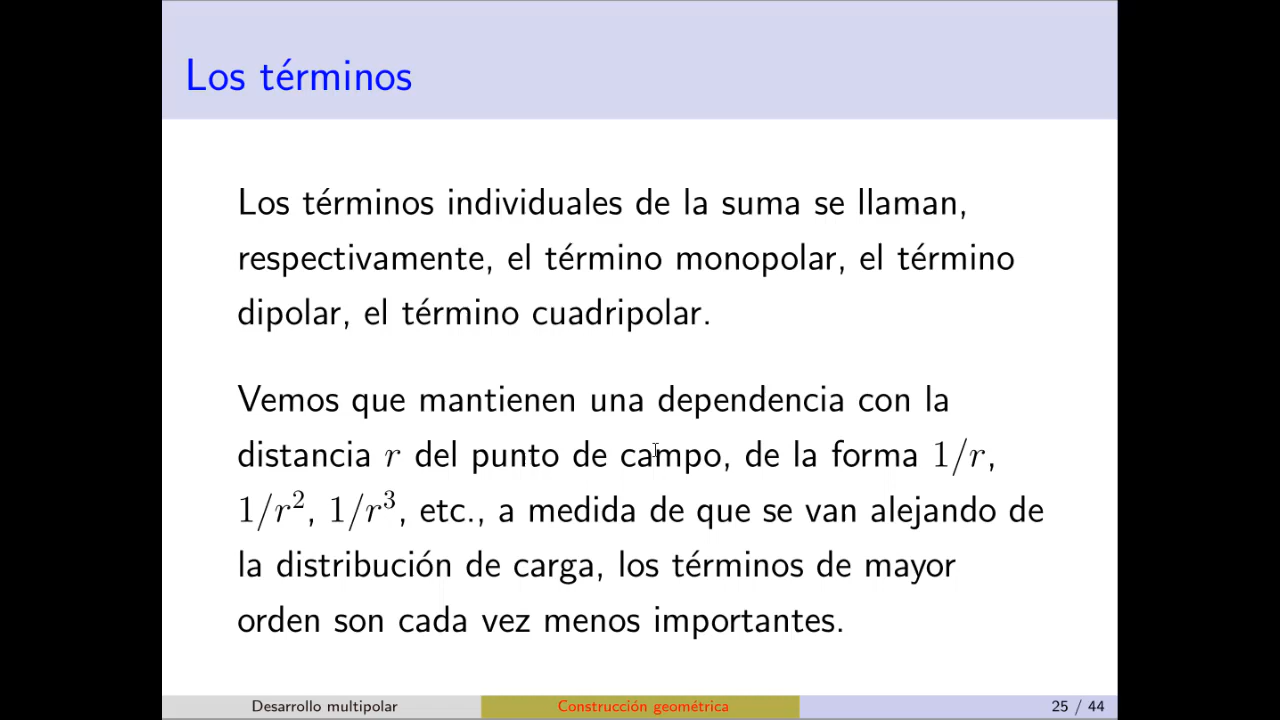 Los términos
Los términos individuales de la suma se llaman,
respectivamente, el término monopolar, el término
dipolar, el término cuadripolar.
Vemos que mantienen una dependencia con la
distancia r del punto de campo, de la forma 1/r,
1/r², 1/r³, etc., a medida de que se van alejando de
la distribución de carga, los términos de mayor
orden son cada vez menos importantes.
Desarrollo multipolar Construcción geométrica 25 / 44